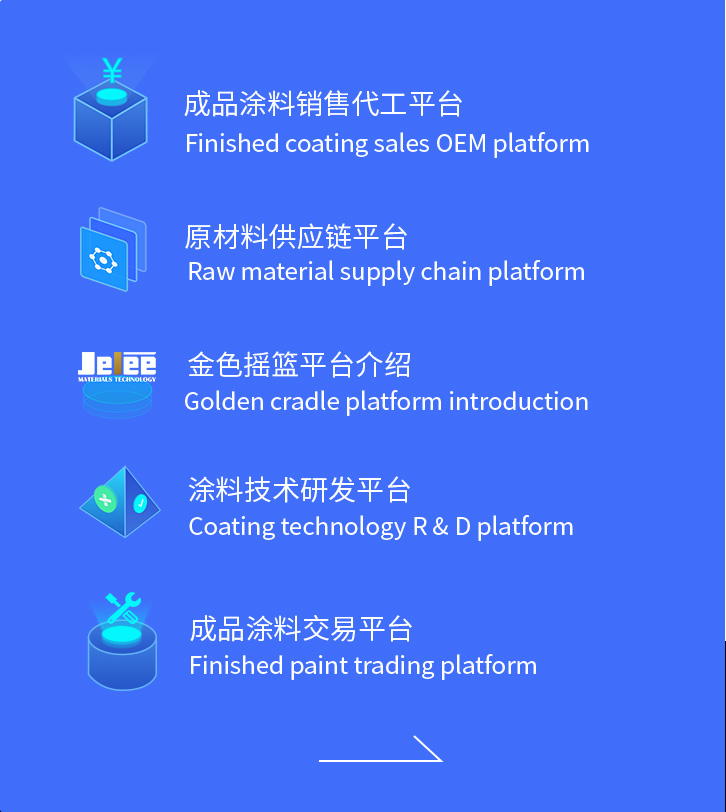 ¥
成品涂料销售代工平台
Finished coating sales OEM platform
原材料供应链平台
Raw material supply chain platform
Jelee
MATERIALS TECHNOLOGY
金色摇篮平台介绍
Golden cradle platform introduction
涂料技术研发平台
Coating technology R & D platform
成品涂料交易平台
Finished paint trading platform